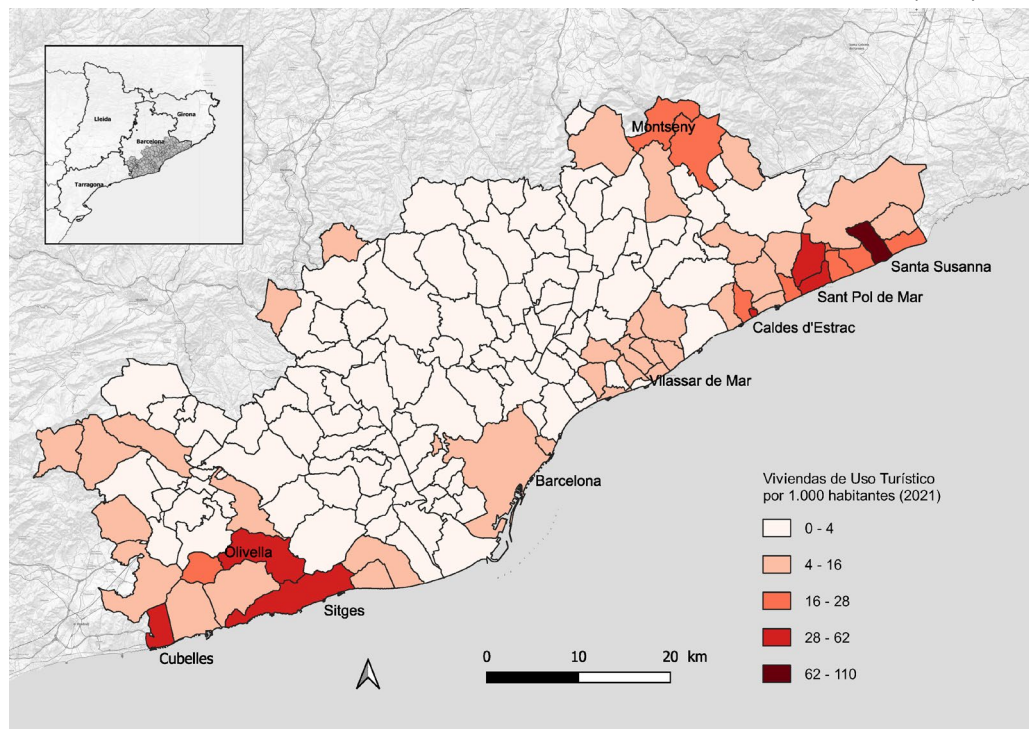 Lleida
Girona
Barcelona
Tarragona
Montseny
Santa Susanna
Sant Pol de Mar
Caldes d'Estrac
Vilassar de Mar
Barcelona
Olivella
Sitges
Cubelles
Viviendas de Uso Turístico
por 1.000 habitantes (2021)
0 - 4
4 - 16
16 - 28
28 - 62
62 - 110
0 10 20 km